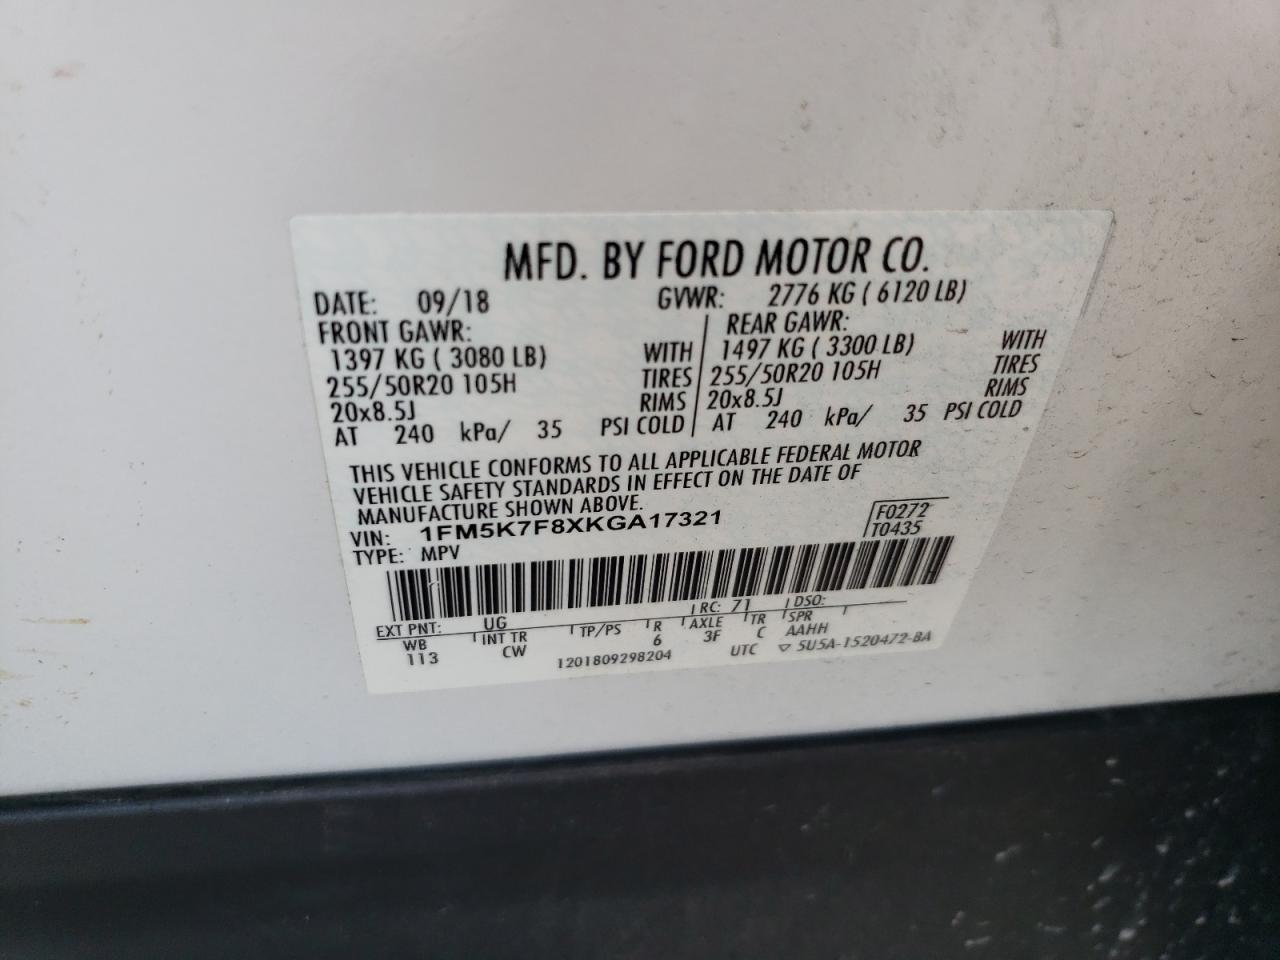 MFD. BY FORD MOTOR CO.
DATE: 09/18 GVWR: 2776 KG ( 6120 LB)
FRONT GAWR: REAR GAWR:
1397 KG ( 3080 LB) WITH 1497 KG ( 3300 LB) WITH
255/50R20 105H TIRES 255/50R20 105H TIRES
20x8.5J RIMS 20x8.5J RIMS
AT 240 kPa/ 35 PSI COLD AT 240 kPa/ 35 PSI COLD
THIS VEHICLE CONFORMS TO ALL APPLICABLE FEDERAL MOTOR
VEHICLE SAFETY STANDARDS IN EFFECT ON THE DATE OF
MANUFACTURE SHOWN ABOVE.
VIN: 1FM5K7F8XKGA17321 F0272
TYPE: MPV T0435
EXT PNT: UG RC: 71 DSO:
WB INT TR TP/PS R AXLE TR SPR
113 CW 6 3F C AAHH
1201809298204 UTC ▽ 5U5A-1520472-BA